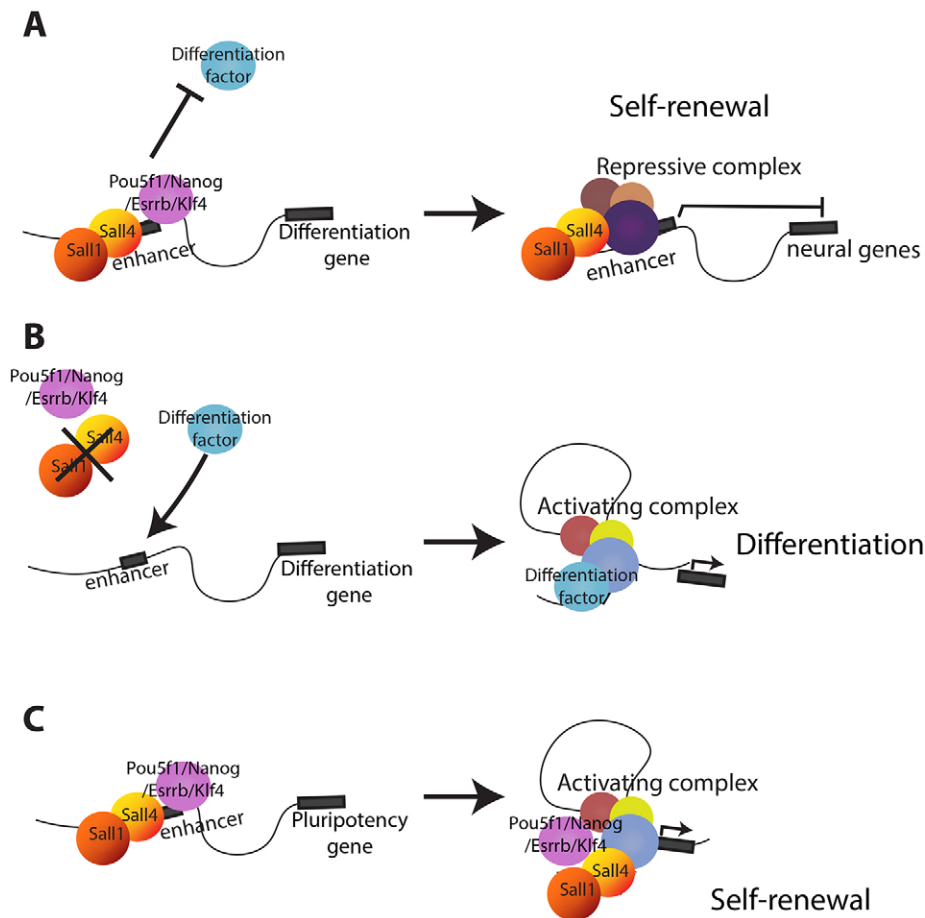 A
Differentiation
factor
Pou5f1/Nanog
/Esrrb/Klf4
Sall4
Sall1
enhancer
Differentiation
gene
Self-renewal
Repressive complex
Sall4
Sall1
enhancer
neural genes
B
Pou5f1/Nanog
/Esrrb/Klf4
Sall4
Sall1
Differentiation
factor
enhancer
Differentiation
gene
Activating complex
Differentiation
factor
Differentiation
C
Pou5f1/Nanog
/Esrrb/Klf4
Sall4
Sall1
enhancer
Pluripotency
gene
Activating complex
Pou5f1/Nanog
/Esrrb/Klf4
Sall4
Sall1
Self-renewal